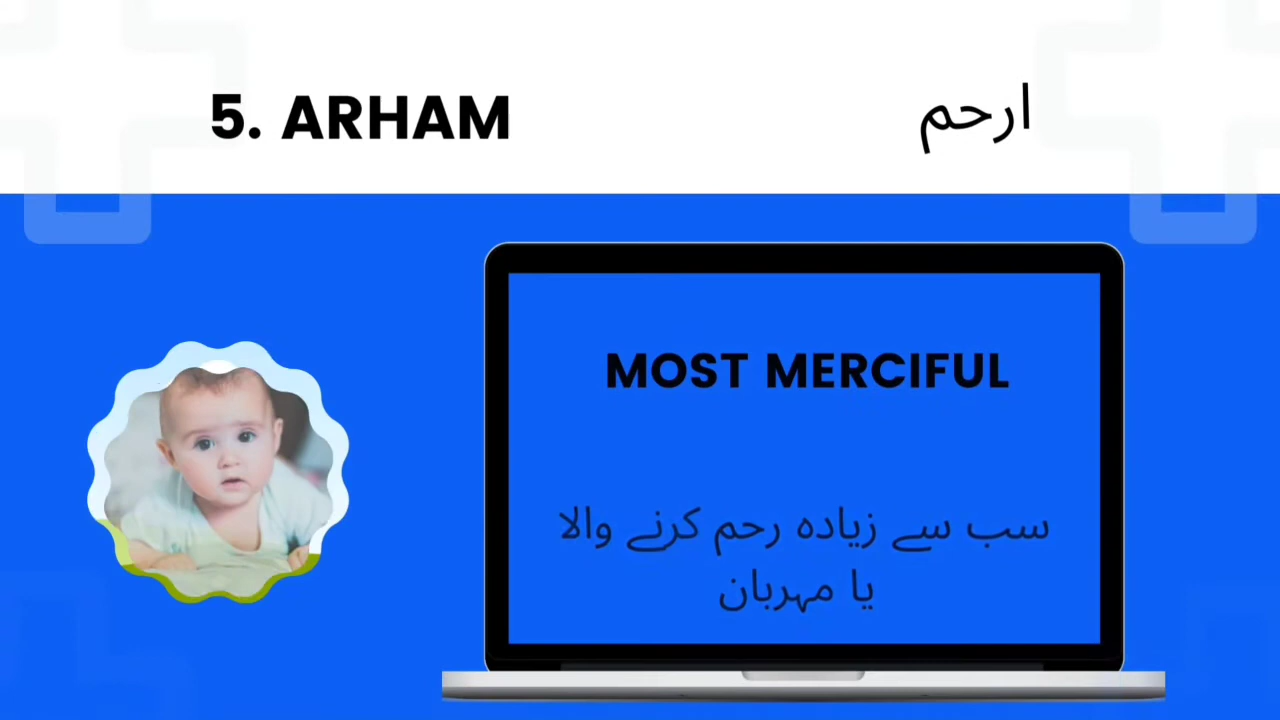 5. ARHAM
ارحم
MOST MERCIFUL
سب سے زیادہ رحم کرنے والا
یا مہربان